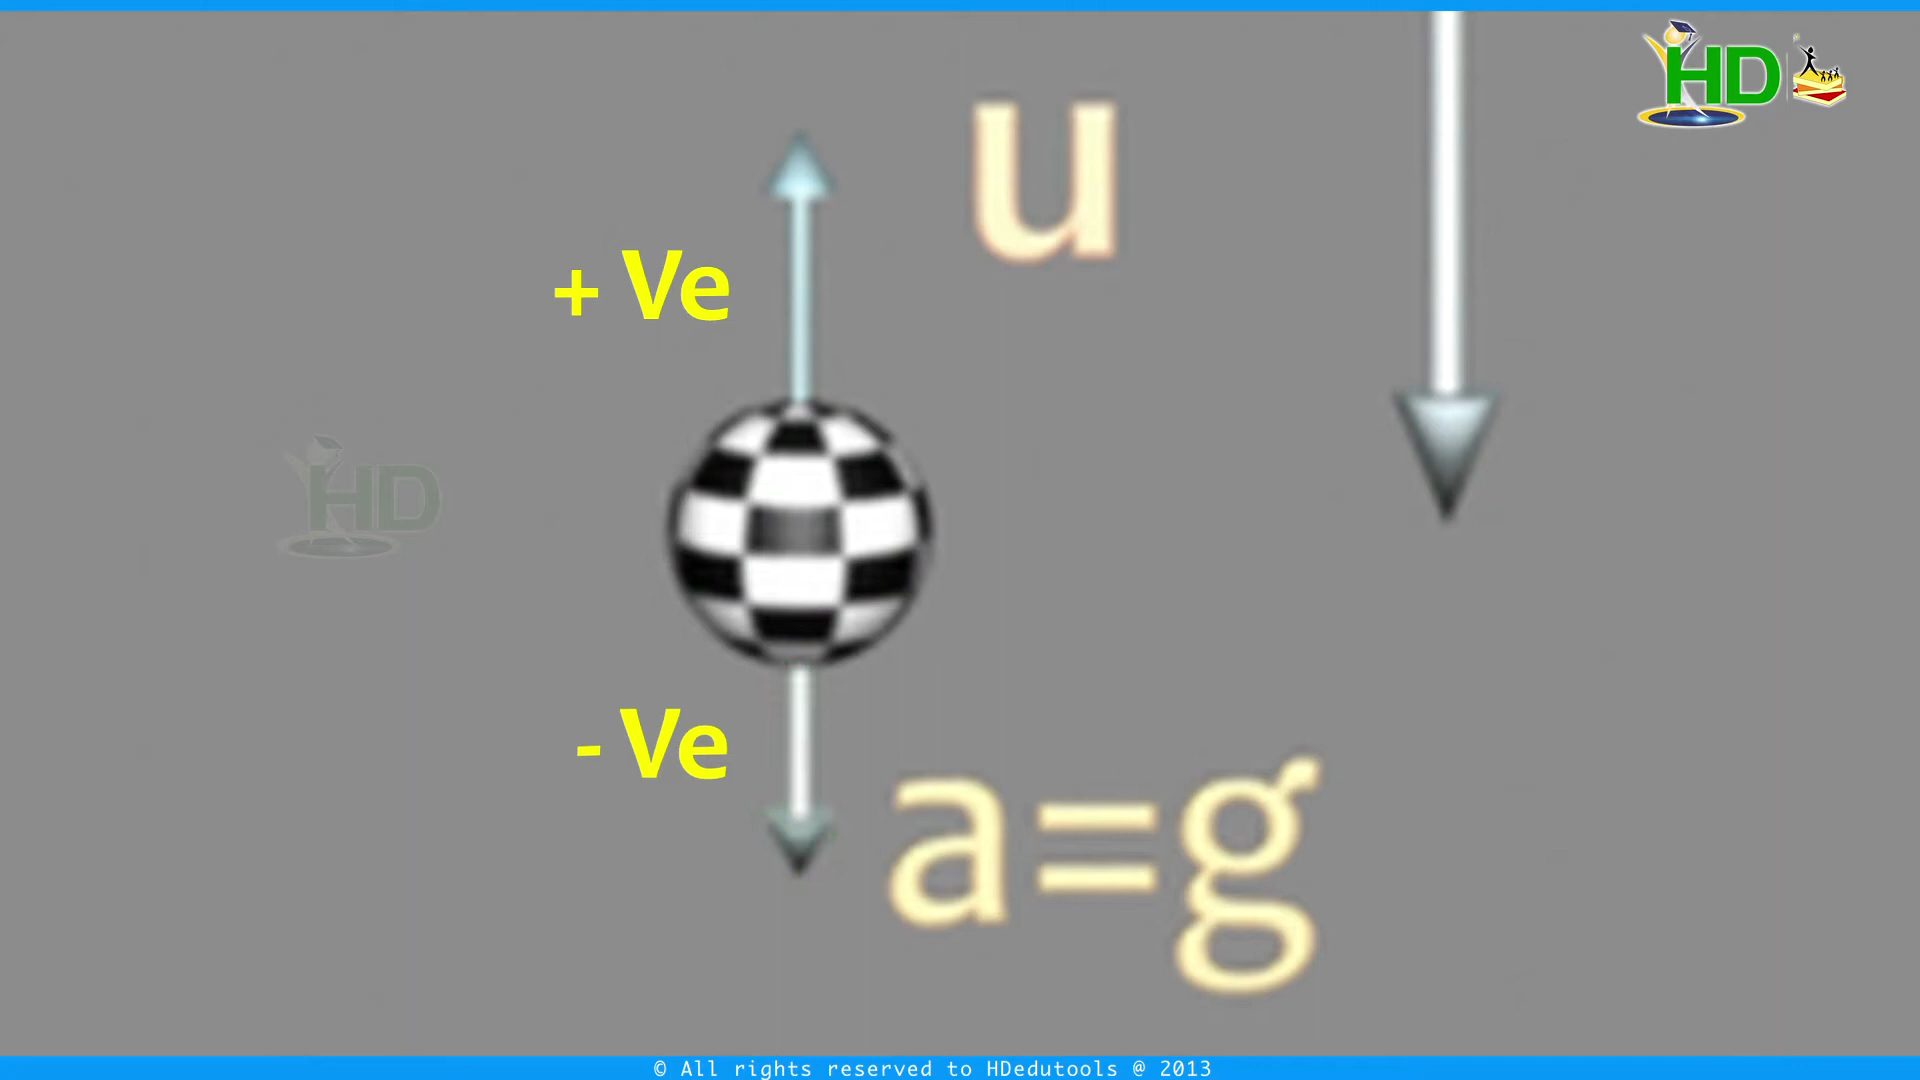 HD
u
+ Ve
HD
- Ve
a=g
© All rights reserved to HDedutools @ 2013